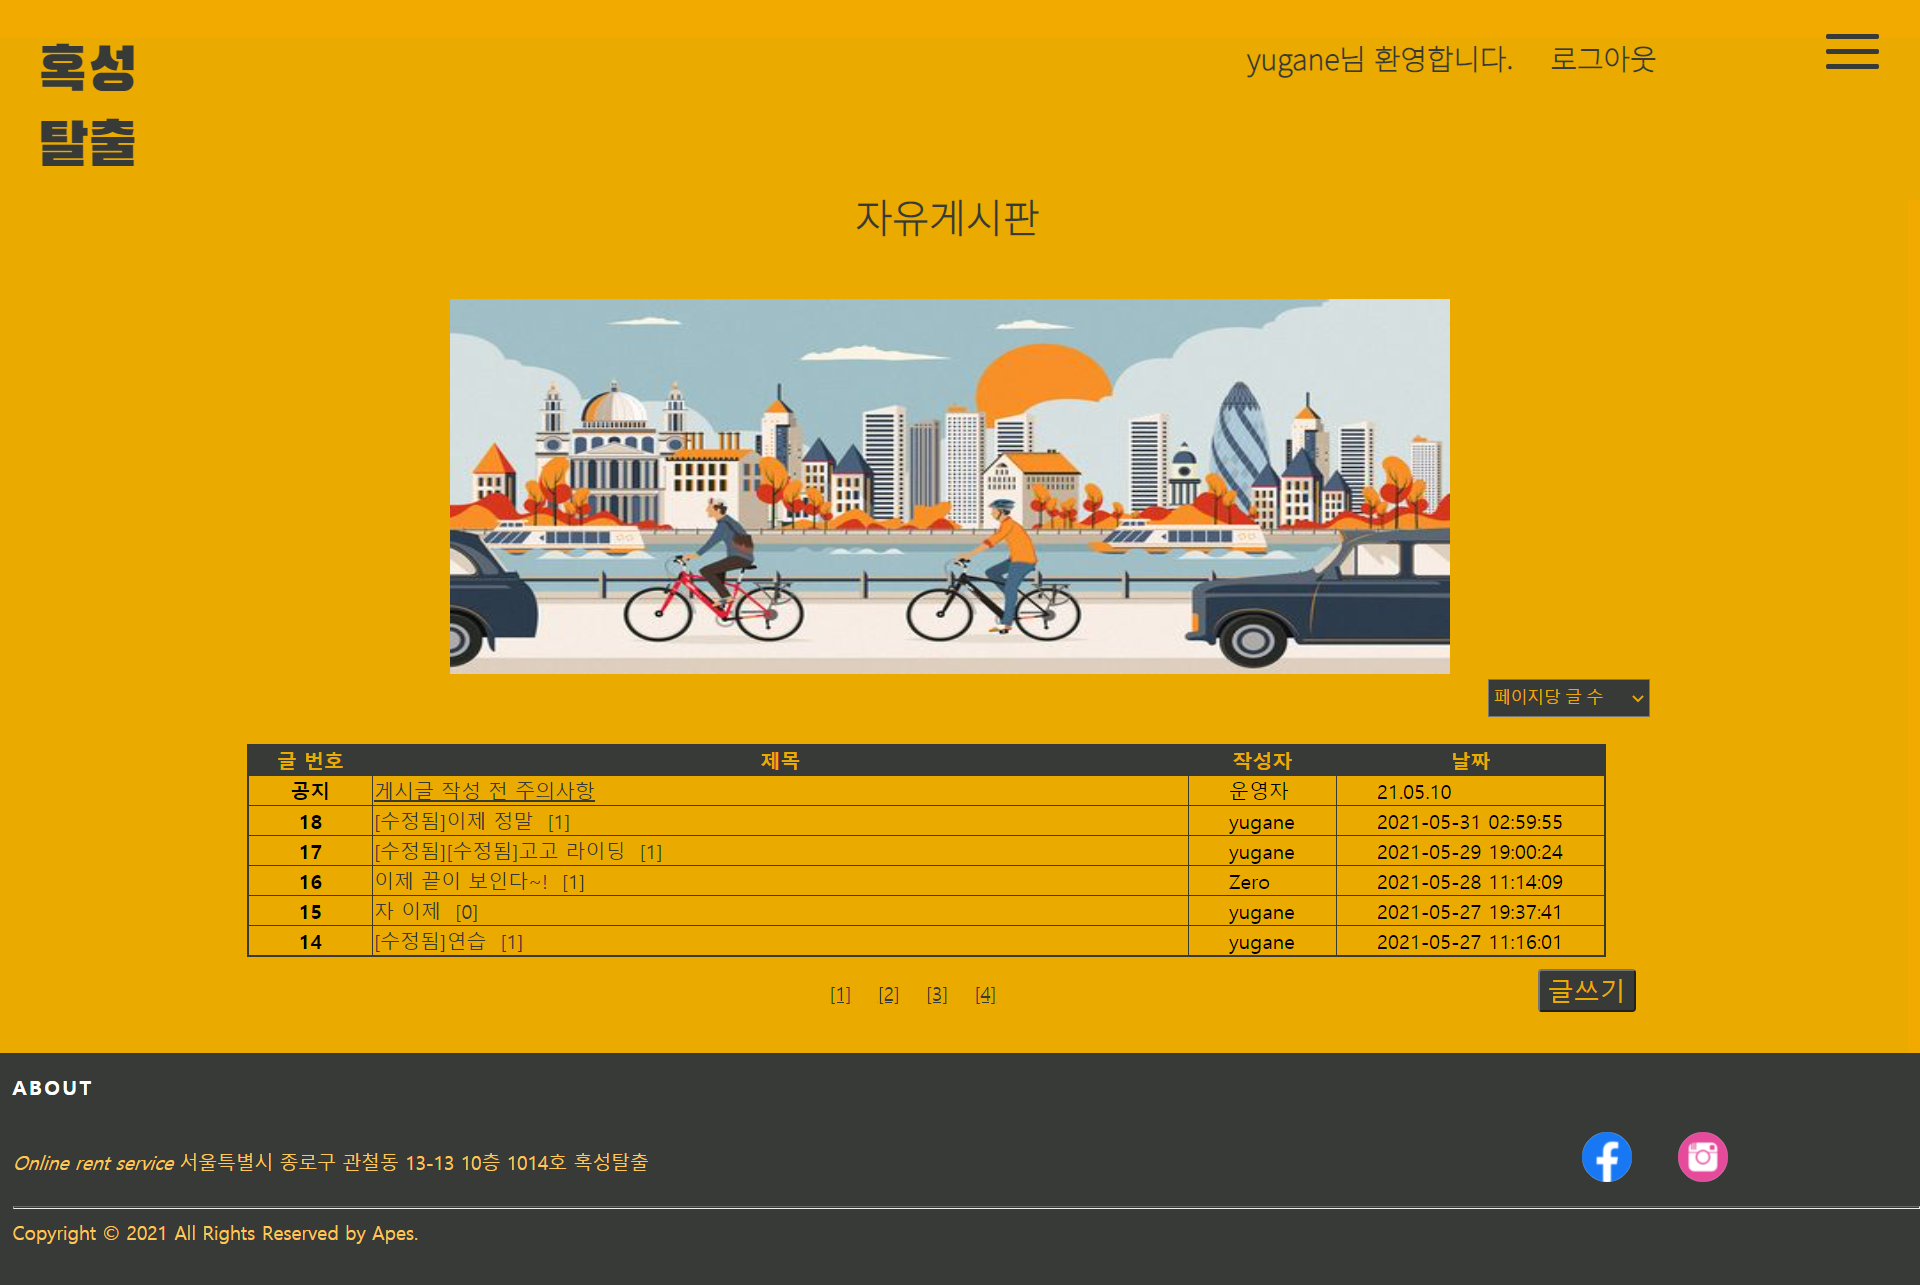 혹성
탈출
yugane님 환영합니다. 로그아웃
자유게시판
페이지당 글 수
글 번호 제목 작성자 날짜
공지 게시글 작성 전 주의사항 운영자 21.05.10
18 [수정됨]이제 정말 [1] yugane 2021-05-31 02:59:55
17 [수정됨][수정됨]고고 라이딩 [1] yugane 2021-05-29 19:00:24
16 이제 끝이 보인다~! [1] Zero 2021-05-28 11:14:09
15 자 이제 [0] yugane 2021-05-27 19:37:41
14 [수정됨]연습 [1] yugane 2021-05-27 11:16:01
[1] [2] [3] [4]
글쓰기
ABOUT
Online rent service 서울특별시 종로구 관철동 13-13 10층 1014호 혹성탈출
Copyright © 2021 All Rights Reserved by Apes.